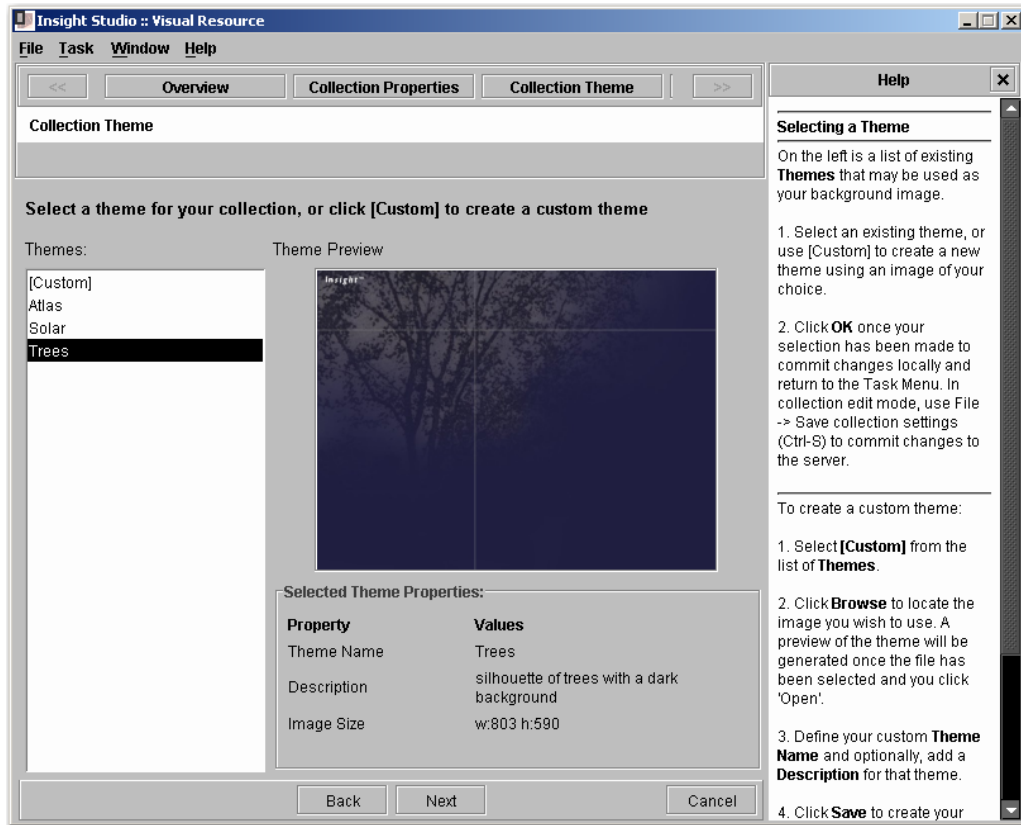 Insight Studio :: Visual Resource
File Task Window Help
<< Overview Collection Properties Collection Theme >>
Collection Theme
Select a theme for your collection, or click [Custom] to create a custom theme
Themes:
[Custom]
Atlas
Solar
Trees
Theme Preview
Insight™
Selected Theme Properties:
Property Values
Theme Name Trees
Description silhouette of trees with a dark
background
Image Size w:803 h:590
Back Next Cancel
Help
Selecting a Theme
On the left is a list of existing
Themes that may be used as
your background image.
1. Select an existing theme, or
use [Custom] to create a new
theme using an image of your
choice.
2. Click OK once your
selection has been made to
commit changes locally and
return to the Task Menu. In
collection edit mode, use File
-> Save collection settings
(Ctrl-S) to commit changes to
the server.
To create a custom theme:
1. Select [Custom] from the
list of Themes.
2. Click Browse to locate the
image you wish to use. A
preview of the theme will be
generated once the file has
been selected and you click
'Open'.
3. Define your custom Theme
Name and optionally, add a
Description for that theme.
4. Click Save to create your